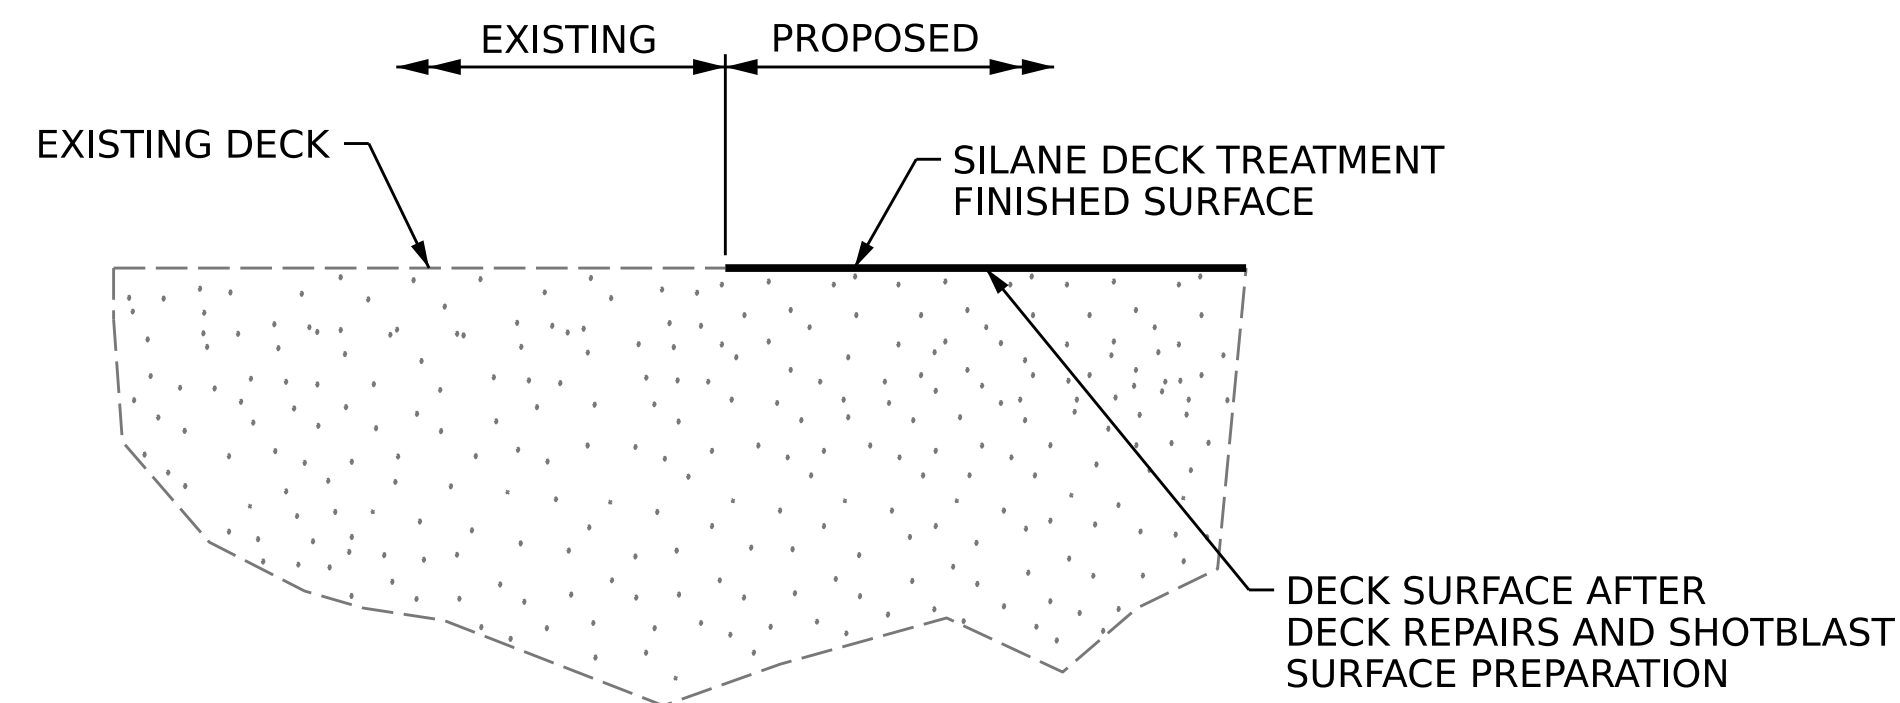 EXISTING
PROPOSED
EXISTING DECK
SILANE DECK TREATMENT
FINISHED SURFACE
DECK SURFACE AFTER
DECK REPAIRS AND SHOTBLAST
SURFACE PREPARATION